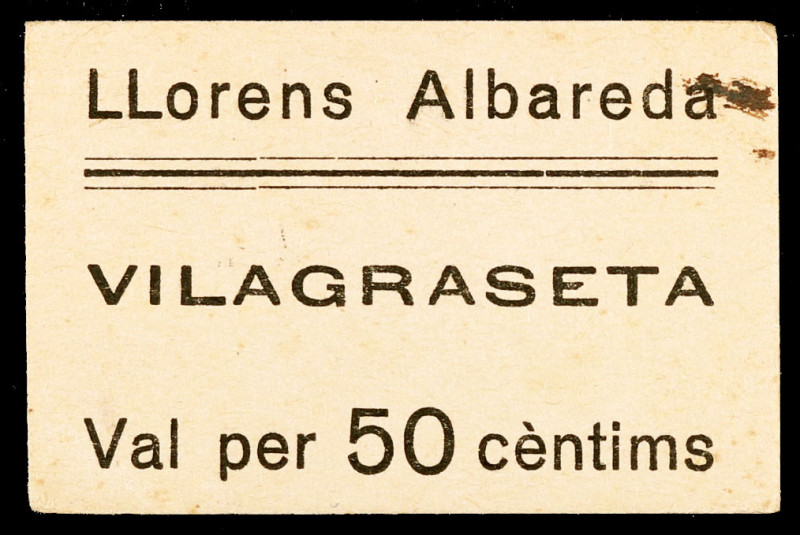 LLorens Albareda
VILAGRASETA
Val per 50 cèntims